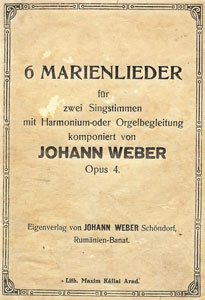 6 MARIENLIEDER
für
zwei Singstimmen
mit Harmonium-oder Orgelbegleitung
komponiert von
JOHANN WEBER
Opus 4.
Eigenverlag von JOHANN WEBER Schöndorf,
Rumänien-Banat.
Lith. Maxim Kállai Arad.